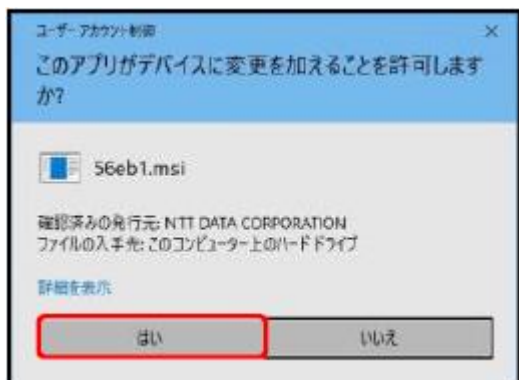 ユーザー アカウント制御
このアプリがデバイスに変更を加えることを許可します
か?
56eb1.msi
確認済みの発行元: NTT DATA CORPORATION
ファイルの入手先: このコンピューター上のハード ドライブ
詳細を表示
はい
いいえ